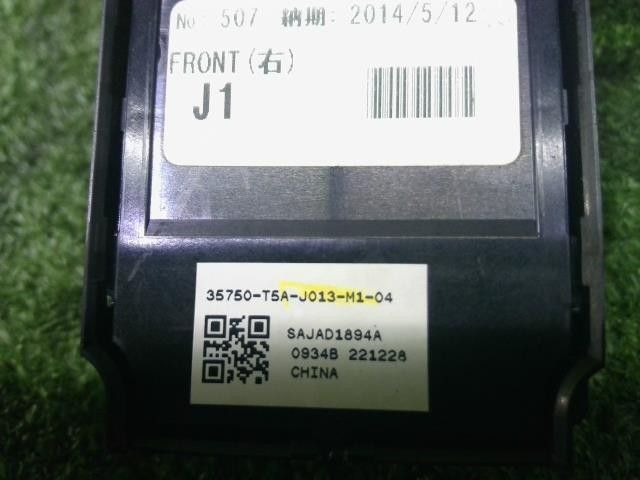 No: 507 納期: 2014/5/12
FRONT(右)
J1
35750-T5A-J013-M1-04
SAJAD1894A
0934B 221228
CHINA